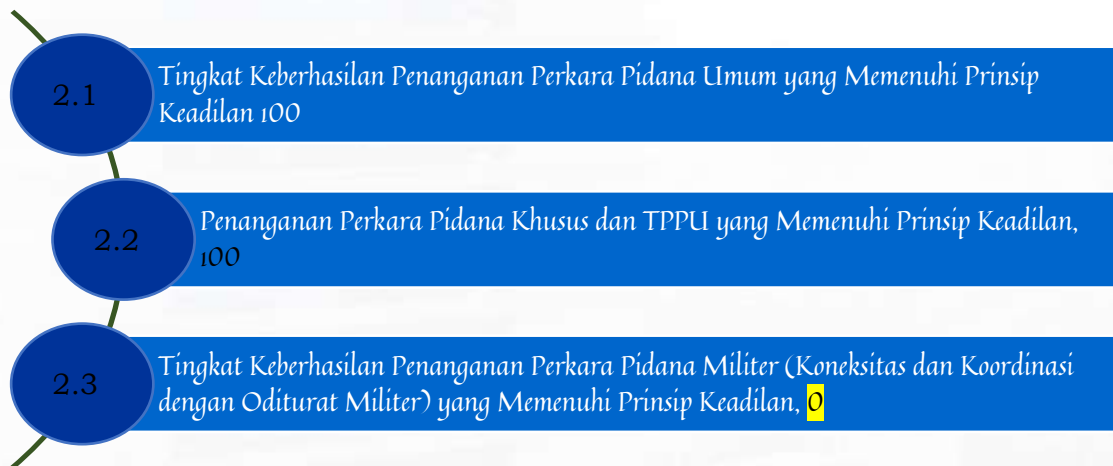 2.1
Tingkat Keberhasilan Penanganan Perkara Pidana Umum yang Memenuhi Prinsip
Keadilan 100
2.2
Penanganan Perkara Pidana Khusus dan TPPU yang Memenuhi Prinsip Keadilan,
100
2.3
Tingkat Keberhasilan Penanganan Perkara Pidana Militer (Koneksitas dan Koordinasi
dengan Oditurat Militer) yang Memenuhi Prinsip Keadilan, 0